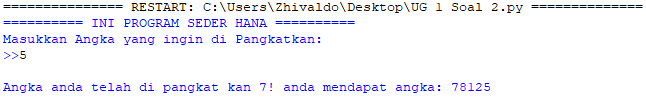 ================ RESTART: C:\Users\Zhivaldo\Desktop\UG 1 Soal 2.py ===============
========== INI PROGRAM SEDER HANA ==========
Masukkan Angka yang ingin di Pangkatkan:
>>5
Angka anda telah di pangkat kan 7! anda mendapat angka: 78125